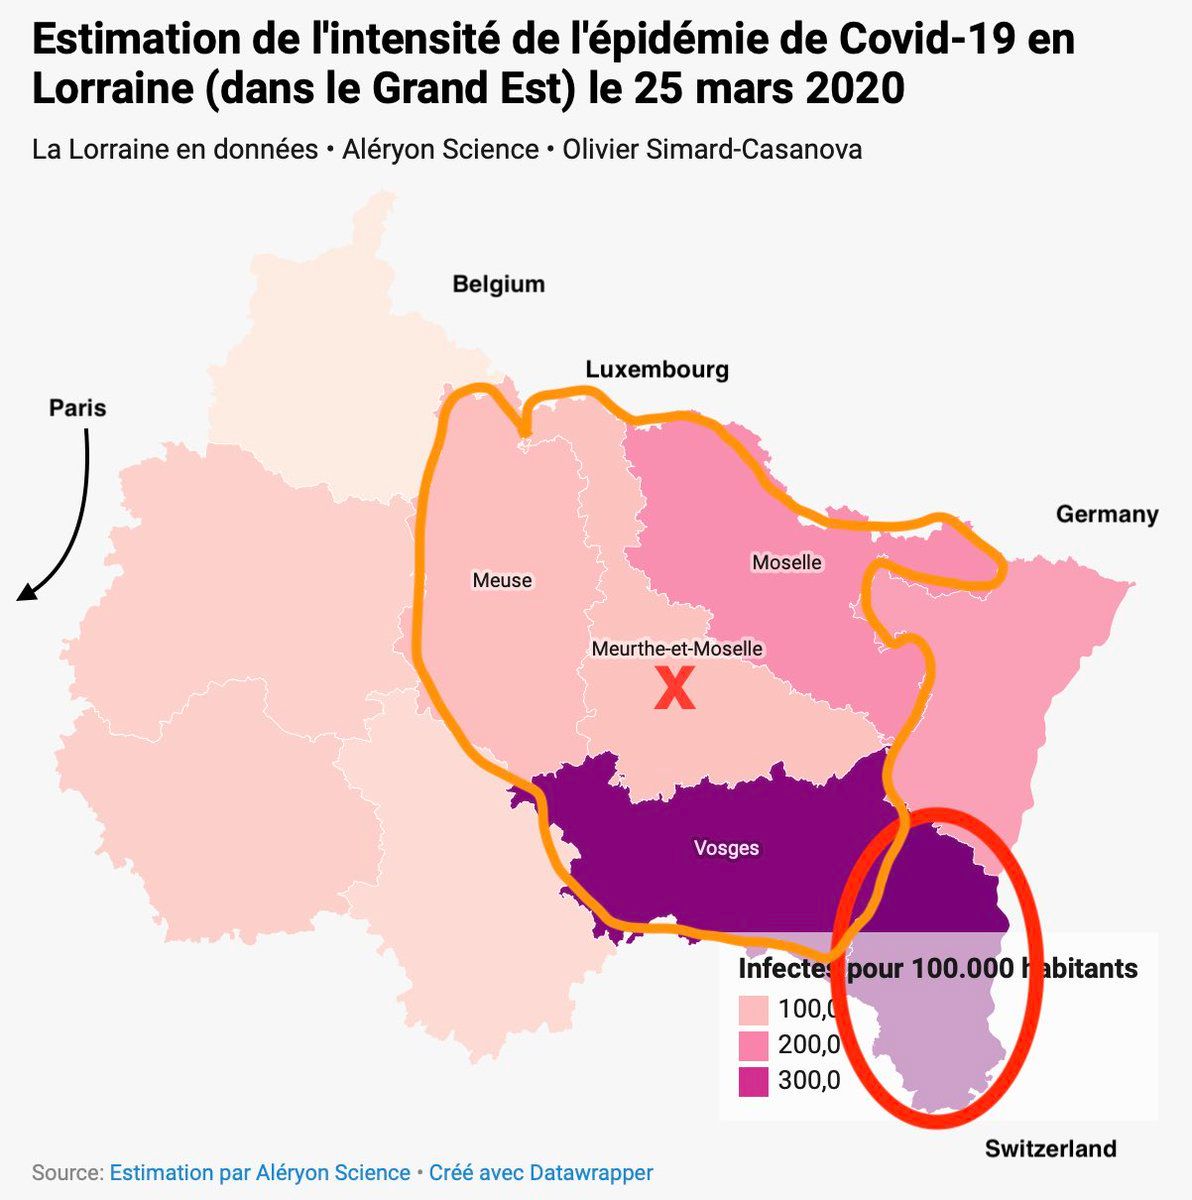 Estimation de l'intensité de l'épidémie de Covid-19 en
Lorraine (dans le Grand Est) le 25 mars 2020
La Lorraine en données • Aléryon Science • Olivier Simard-Casanova
Belgium
Luxembourg
Paris
Germany
Moselle
Meuse
Meurthe-et-Moselle
X
Vosges
Infectés pour 100.000 habitants
100,0
200,0
300,0
Switzerland
Source: Estimation par Aléryon Science • Créé avec Datawrapper